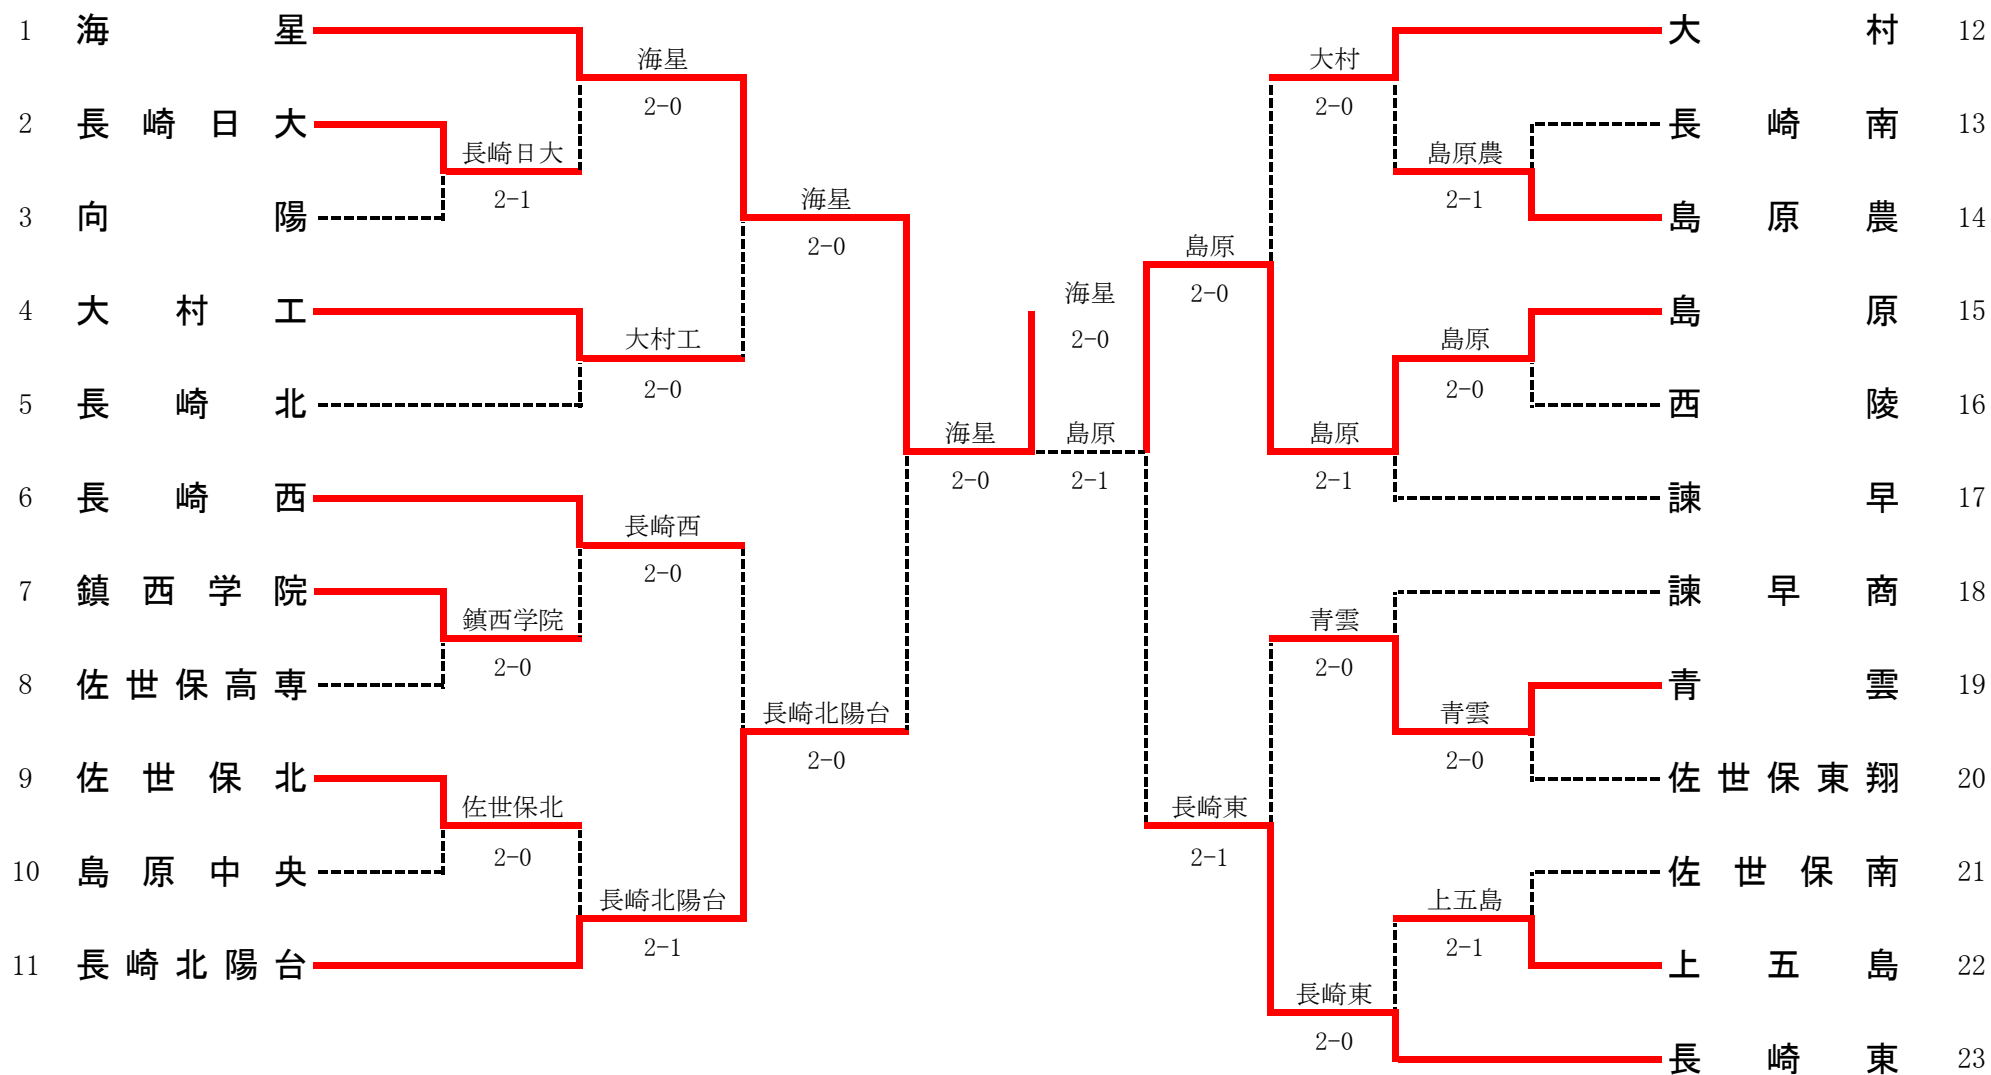 1 海星
2 長崎日大
3 向陽
4 大村工
5 長崎北
6 長崎西
7 鎮西学院
8 佐世保高専
9 佐世保北
10 島原中央
11 長崎北陽台
長崎日大
2-1
鎮西学院
2-0
佐世保北
2-0
海星
2-0
大村工
2-0
長崎西
2-0
長崎北陽台
2-1
海星
2-0
長崎北陽台
2-0
海星
2-0
海星
2-0
島原
2-1
島原
2-0
長崎東
2-1
大村
2-0
島原
2-1
青雲
2-0
長崎東
2-0
島原農
2-1
島原
2-0
青雲
2-0
上五島
2-1
大村 12
長崎南 13
島原農 14
島原 15
西陵 16
諫早 17
諫早商 18
青雲 19
佐世保東翔 20
佐世保南 21
上五島 22
長崎東 23